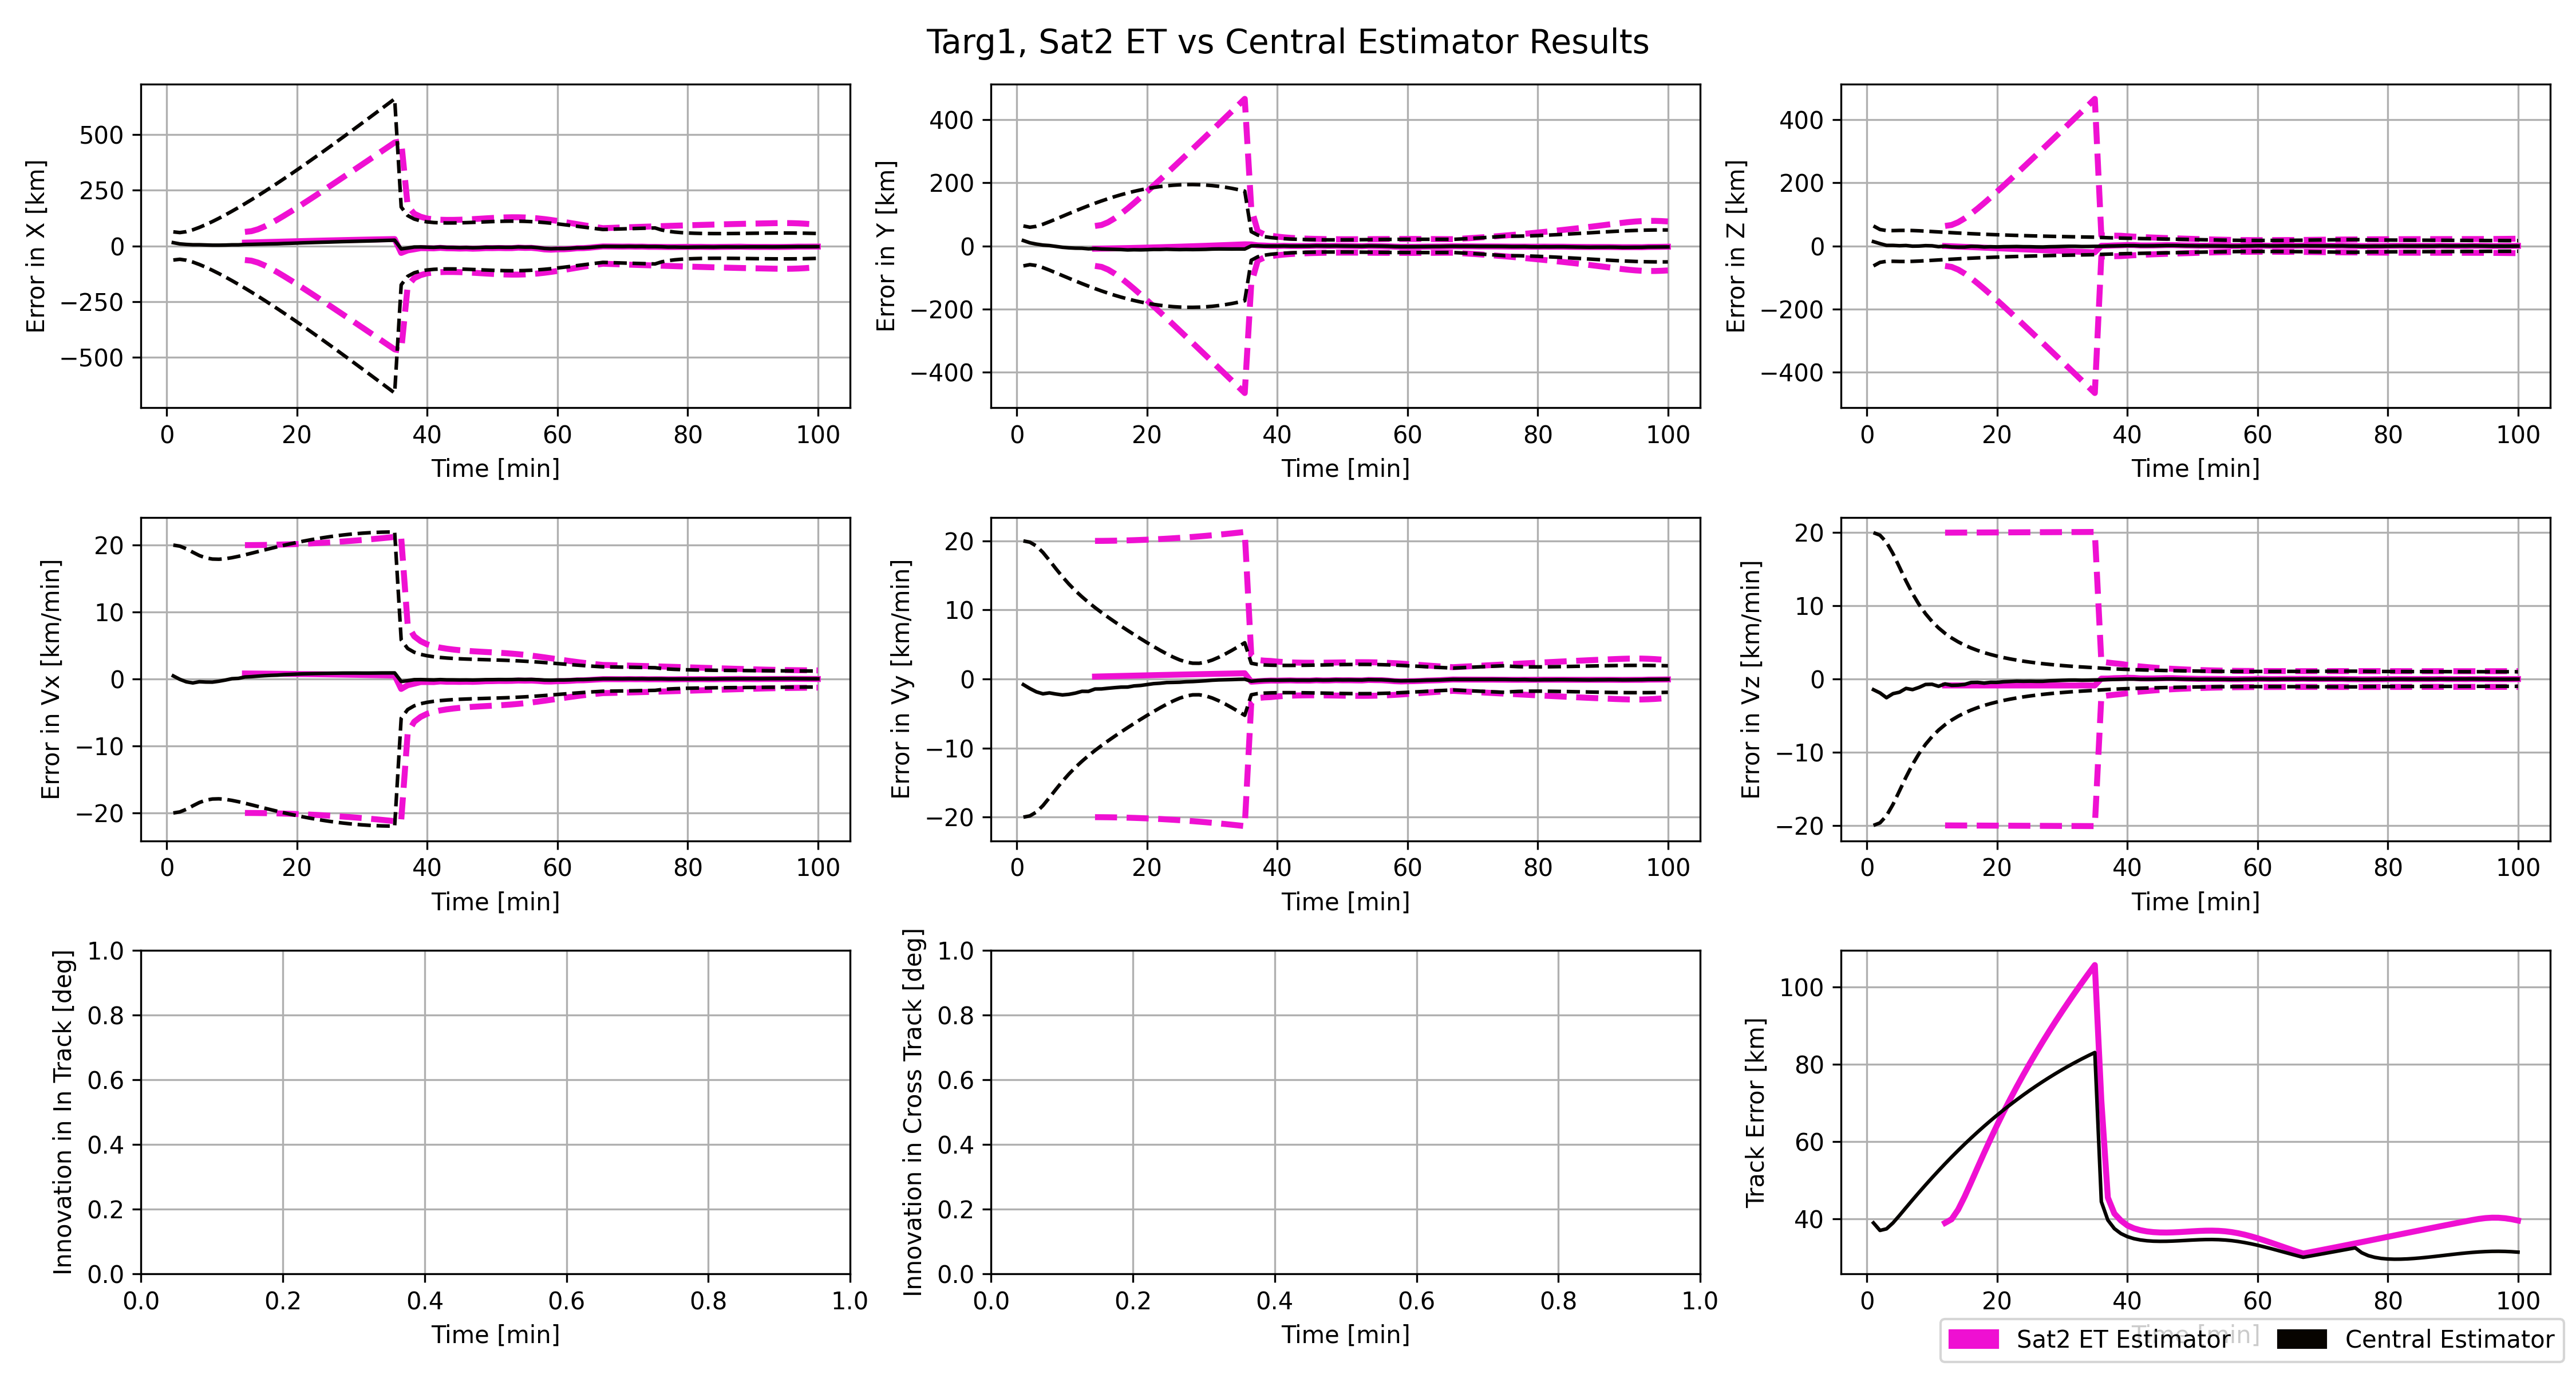 Targ1, Sat2 ET vs Central Estimator Results
Error in X [km]
500
250
0
−250
−500
0 20 40 60 80 100
Time [min]
Error in Y [km]
400
200
0
−200
−400
0 20 40 60 80 100
Time [min]
Error in Z [km]
400
200
0
−200
−400
0 20 40 60 80 100
Time [min]
Error in Vx [km/min]
20
10
0
−10
−20
0 20 40 60 80 100
Time [min]
Error in Vy [km/min]
20
10
0
−10
−20
0 20 40 60 80 100
Time [min]
Error in Vz [km/min]
20
10
0
−10
−20
0 20 40 60 80 100
Time [min]
Innovation in In Track [deg]
1.0
0.8
0.6
0.4
0.2
0.0
0.0 0.2 0.4 0.6 0.8 1.0
Time [min]
Innovation in Cross Track [deg]
1.0
0.8
0.6
0.4
0.2
0.0
0.0 0.2 0.4 0.6 0.8 1.0
Time [min]
Track Error [km]
100
80
60
40
0 20 40 60 80 100
Time [min]
Sat2 ET Estimator
Central Estimator